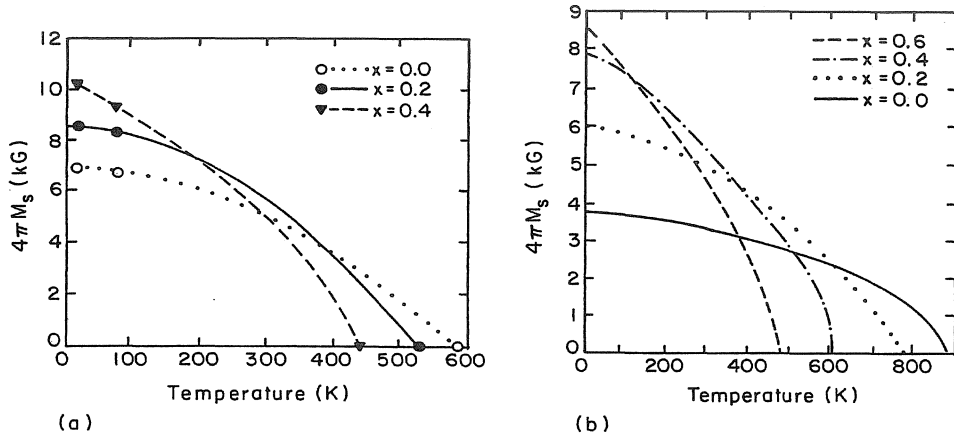 12
10
8
6
4
2
0
4πMs (kG)
x = 0.0
x = 0.2
x = 0.4
0 100 200 300 400 500 600
Temperature (K)
(a)
9
8
7
6
5
4
3
2
1
0
4πMs (kG)
x = 0.6
x = 0.4
x = 0.2
x = 0.0
0 200 400 600 800
Temperature (K)
(b)